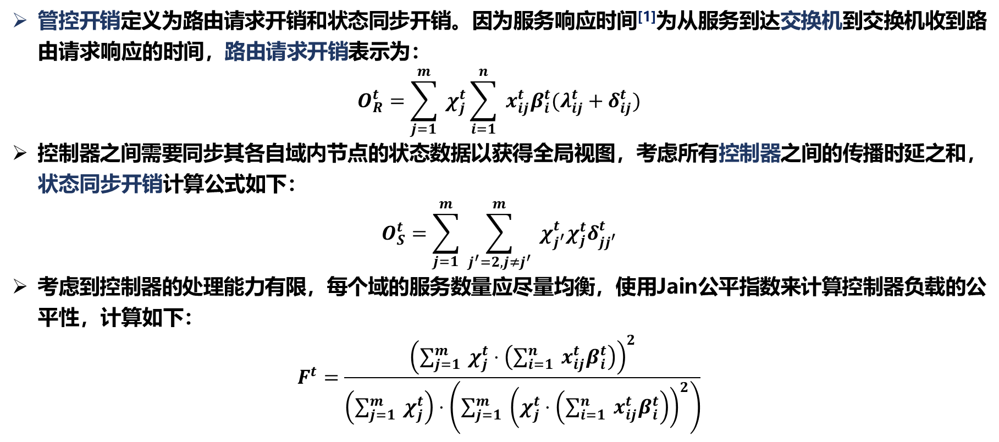 ➢ 管控开销定义为路由请求开销和状态同步开销。因为服务响应时间[1]为从服务到达交换机到交换机收到路
由请求响应的时间，路由请求开销表示为：
$O_R^t = \sum_{j=1}^{m} \chi_j^t \sum_{i=1}^{n} x_{ij}^t \beta_i^t (\lambda_{ij}^t + \delta_{ij}^t)$
➢ 控制器之间需要同步其各自域内节点的状态数据以获得全局视图，考虑所有控制器之间的传播时延之和，
状态同步开销计算公式如下：
$O_S^t = \sum_{j=1}^{m} \sum_{j'=2, j \neq j'}^{m} \chi_{j'}^t \chi_j^t \delta_{jj'}^t$
➢ 考虑到控制器的处理能力有限，每个域的服务数量应尽量均衡，使用Jain公平指数来计算控制器负载的公
平性，计算如下：
$F^t = \frac{\left(\sum_{j=1}^{m} \chi_j^t \cdot \left(\sum_{i=1}^{n} x_{ij}^t \beta_i^t\right)\right)^2}{\left(\sum_{j=1}^{m} \chi_j^t\right) \cdot \left(\sum_{j=1}^{m} \left(\chi_j^t \cdot \left(\sum_{i=1}^{n} x_{ij}^t \beta_i^t\right)\right)^2\right)}$